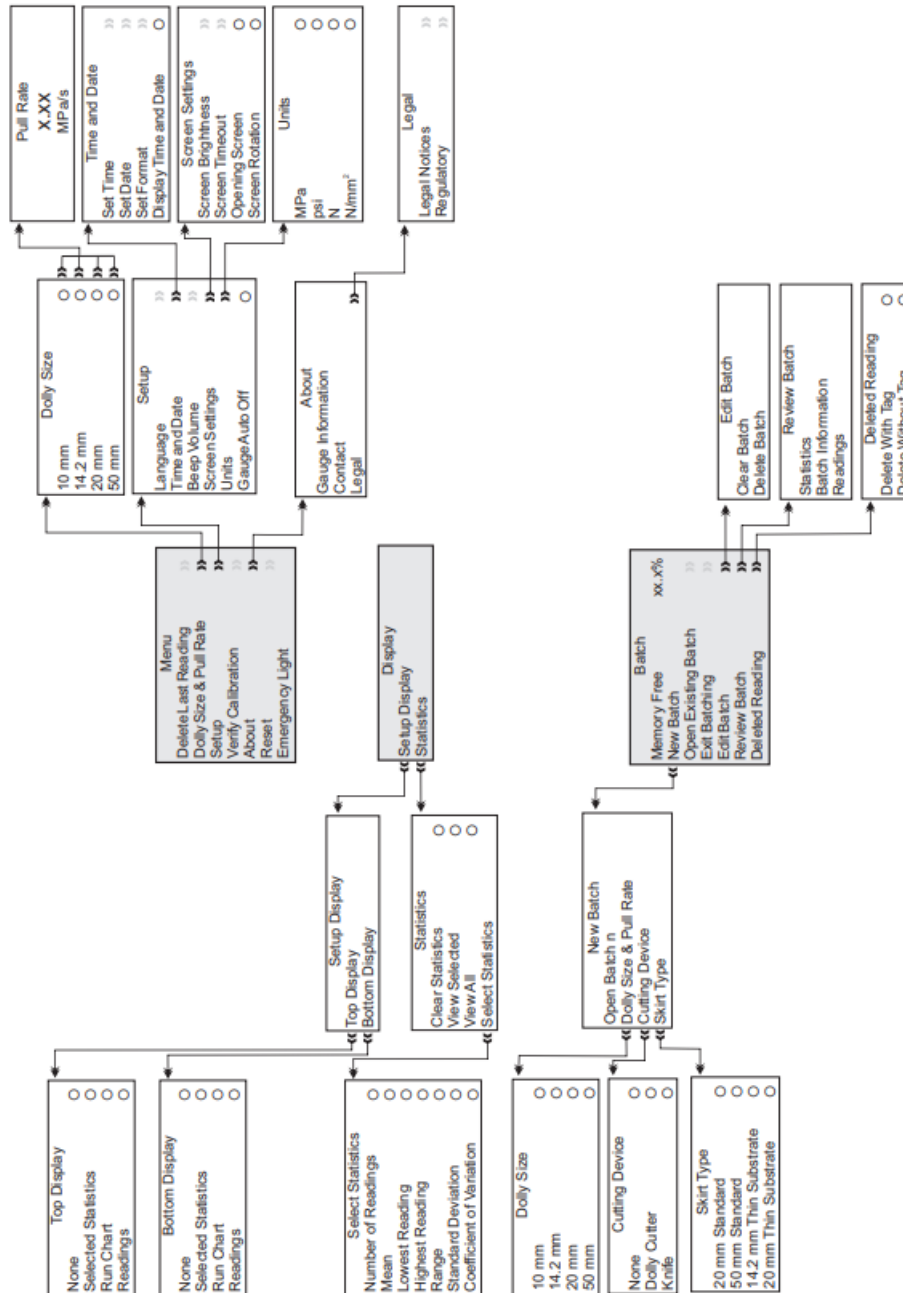 Top Display
None
Selected Statistics
Run Chart
Readings
Bottom Display
None
Selected Statistics
Run Chart
Readings
Select Statistics
Number of Readings
Mean
Lowest Reading
Highest Reading
Range
Standard Deviation
Coefficient of Variation
Dolly Size
10 mm
14.2 mm
20 mm
50 mm
Cutting Device
None
Dolly Cutter
Knife
Skirt Type
20 mm Standard
50 mm Standard
14.2 mm Thin Substrate
20 mm Thin Substrate
Setup Display
Top Display
Bottom Display
Statistics
Clear Statistics
View Selected
View All
Select Statistics
New Batch
Open Batch n
Dolly Size & Pull Rate
Cutting Device
Skirt Type
Menu
Delete Last Reading
Dolly Size & Pull Rate
Setup
Verify Calibration
About
Reset
Emergency Light
Display
Setup Display
Statistics
Batch
Memory Free xx.x%
New Batch
Open Existing Batch
Exit Batching
Edit Batch
Review Batch
Deleted Reading
Dolly Size
10 mm
14.2 mm
20 mm
50 mm
Setup
Language
Time and Date
Beep Volume
Screen Settings
Units
Gauge Auto Off
About
Gauge Information
Contact
Legal
Edit Batch
Clear Batch
Delete Batch
Review Batch
Statistics
Batch Information
Readings
Deleted Reading
Delete With Tag
Delete Without Tag
Pull Rate
X.XX
MPa/s
Time and Date
Set Time
Set Date
Set Format
Display Time and Date
Screen Settings
Screen Brightness
Screen Timeout
Opening Screen
Screen Rotation
Units
MPa
psi
N
N/mm²
Legal
Legal Notices
Regulatory